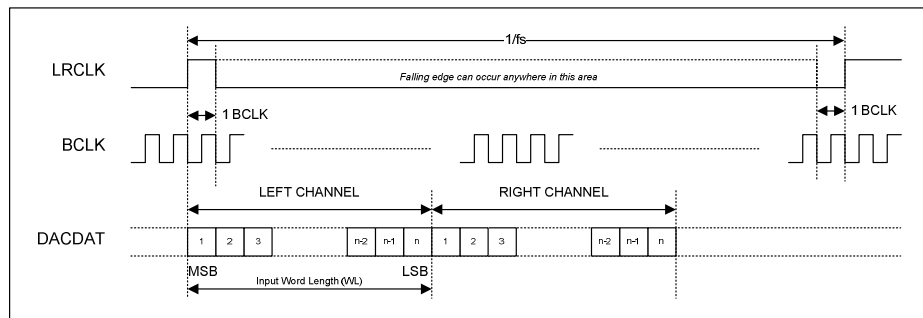 1/fs
LRCLK
Falling edge can occur anywhere in this area
1 BCLK
1 BCLK
BCLK
LEFT CHANNEL
RIGHT CHANNEL
DACDAT
1 2 3 n-2 n-1 n 1 2 3 n-2 n-1 n
MSB
LSB
Input Word Length (WL)